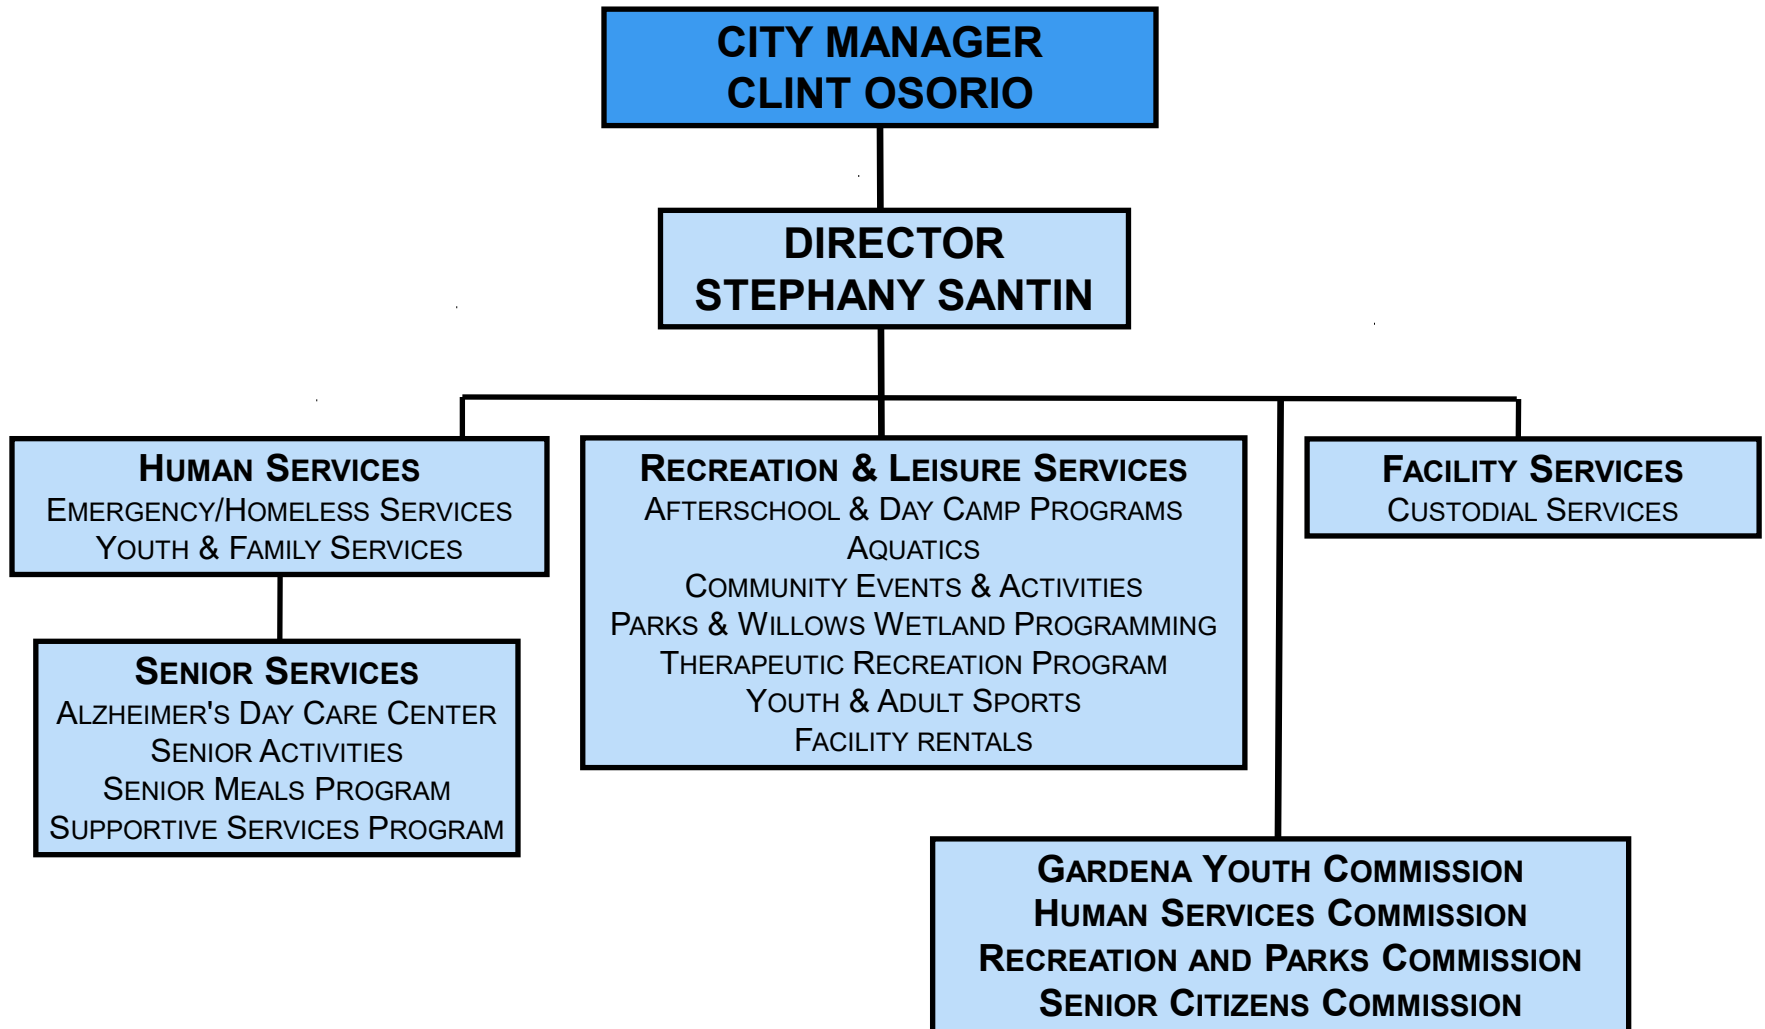 CITY MANAGER
CLINT OSORIO
DIRECTOR
STEPHANY SANTIN
HUMAN SERVICES
EMERGENCY/HOMELESS SERVICES
YOUTH & FAMILY SERVICES
SENIOR SERVICES
ALZHEIMER'S DAY CARE CENTER
SENIOR ACTIVITIES
SENIOR MEALS PROGRAM
SUPPORTIVE SERVICES PROGRAM
RECREATION & LEISURE SERVICES
AFTERSCHOOL & DAY CAMP PROGRAMS
AQUATICS
COMMUNITY EVENTS & ACTIVITIES
PARKS & WILLOWS WETLAND PROGRAMMING
THERAPEUTIC RECREATION PROGRAM
YOUTH & ADULT SPORTS
FACILITY RENTALS
FACILITY SERVICES
CUSTODIAL SERVICES
GARDENA YOUTH COMMISSION
HUMAN SERVICES COMMISSION
RECREATION AND PARKS COMMISSION
SENIOR CITIZENS COMMISSION